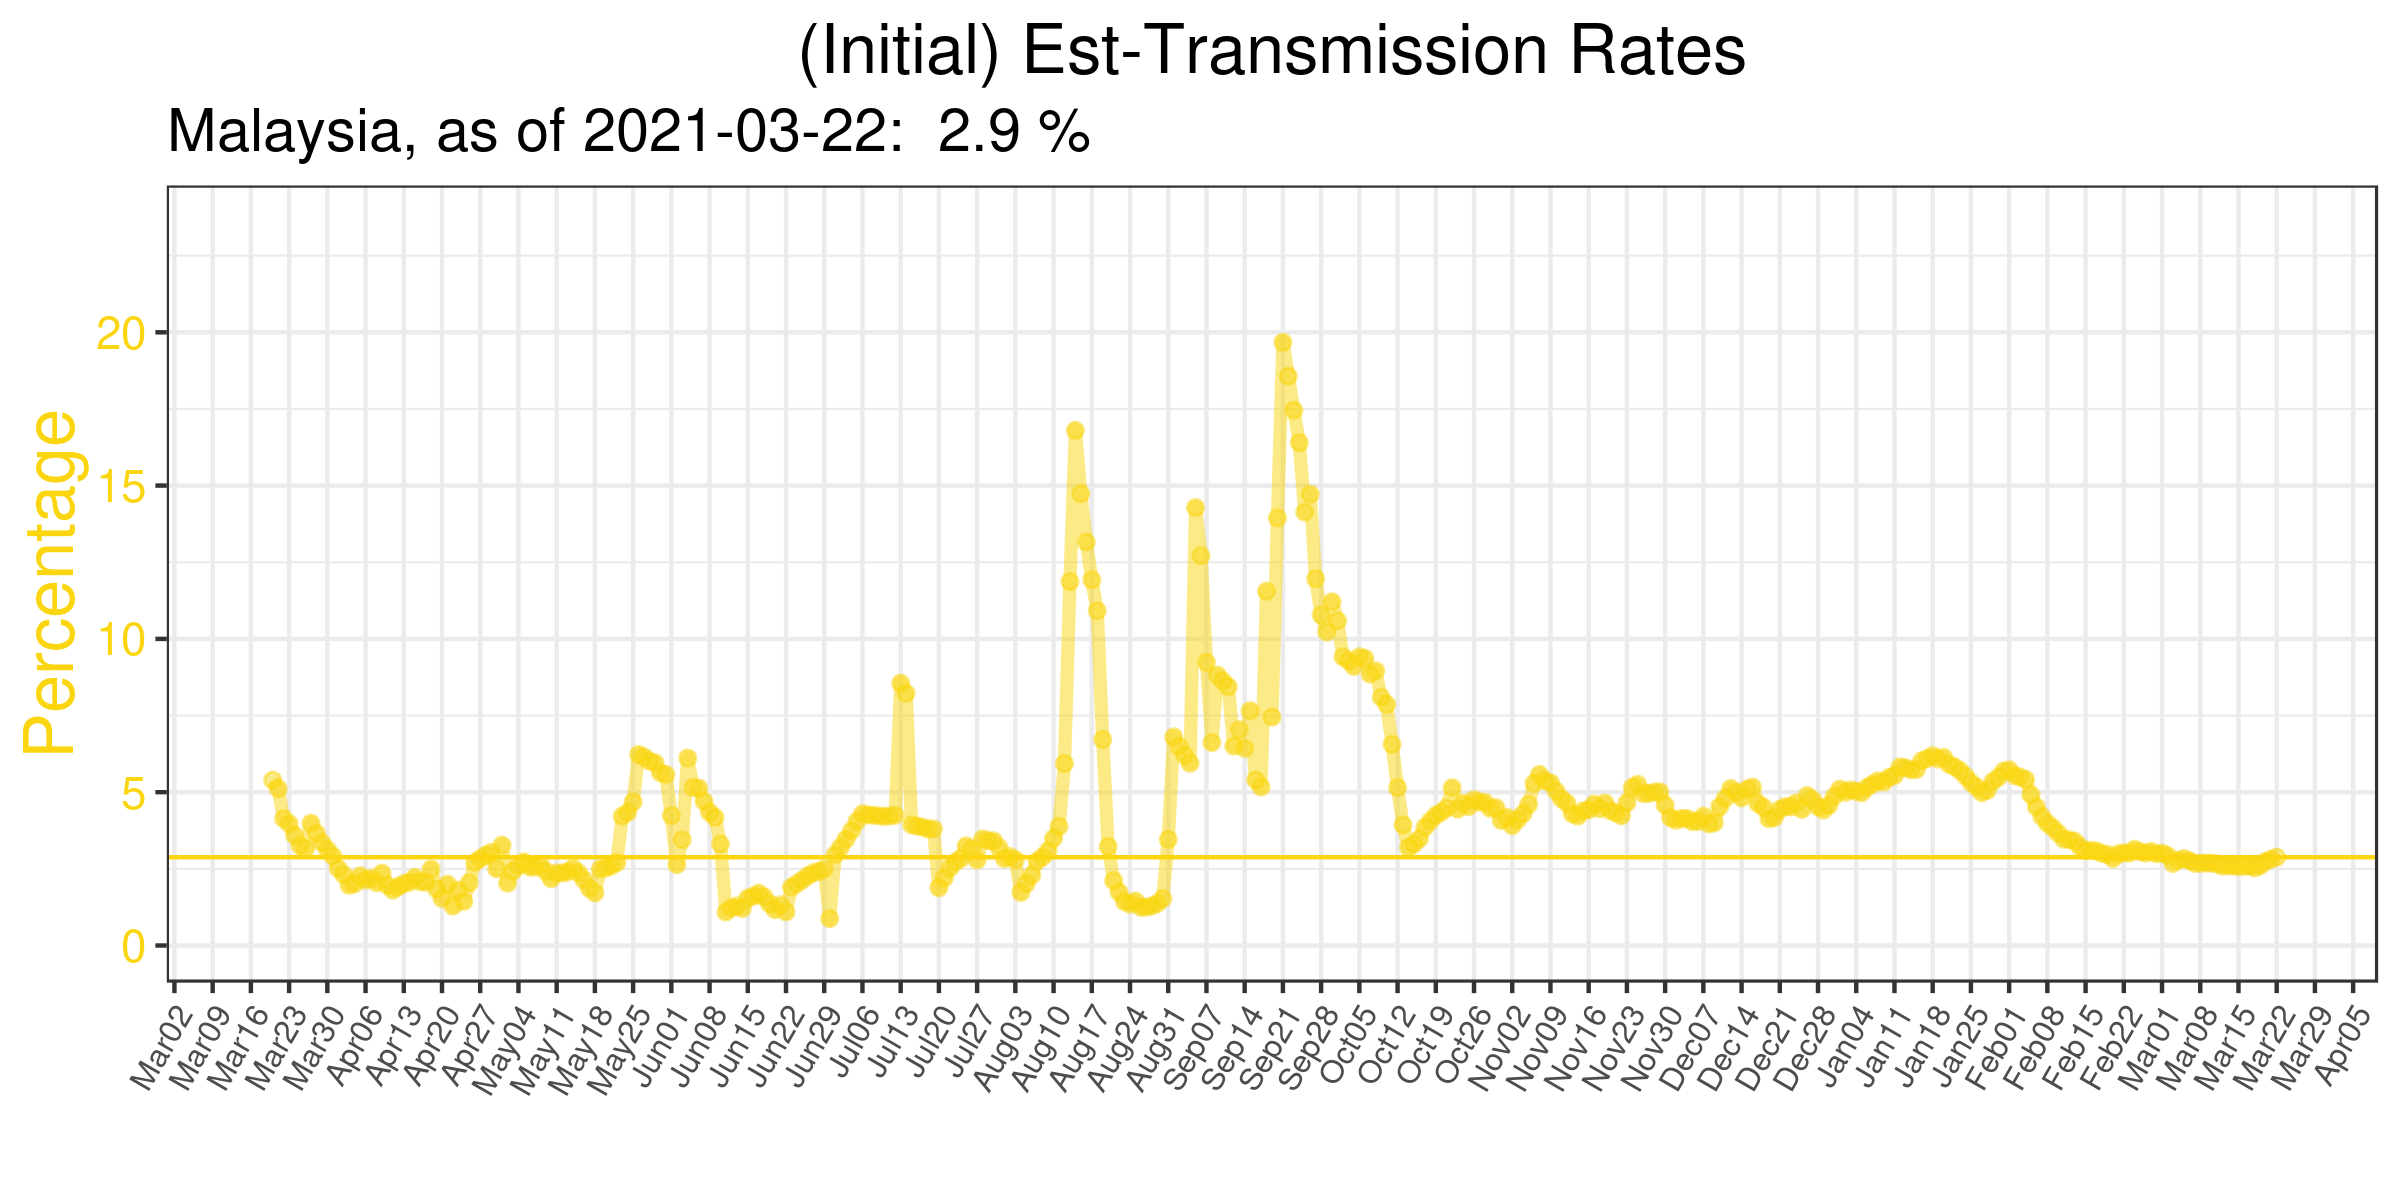 (Initial) Est-Transmission Rates
Malaysia, as of 2021-03-22:  2.9 %
Percentage
20
15
10
5
0
Mar02
Mar09
Mar16
Mar23
Mar30
Apr06
Apr13
Apr20
Apr27
May04
May11
May18
May25
Jun01
Jun08
Jun15
Jun22
Jun29
Jul06
Jul13
Jul20
Jul27
Aug03
Aug10
Aug17
Aug24
Aug31
Sep07
Sep14
Sep21
Sep28
Oct05
Oct12
Oct19
Oct26
Nov02
Nov09
Nov16
Nov23
Nov30
Dec07
Dec14
Dec21
Dec28
Jan04
Jan11
Jan18
Jan25
Feb01
Feb08
Feb15
Feb22
Mar01
Mar08
Mar15
Mar22
Mar29
Apr05